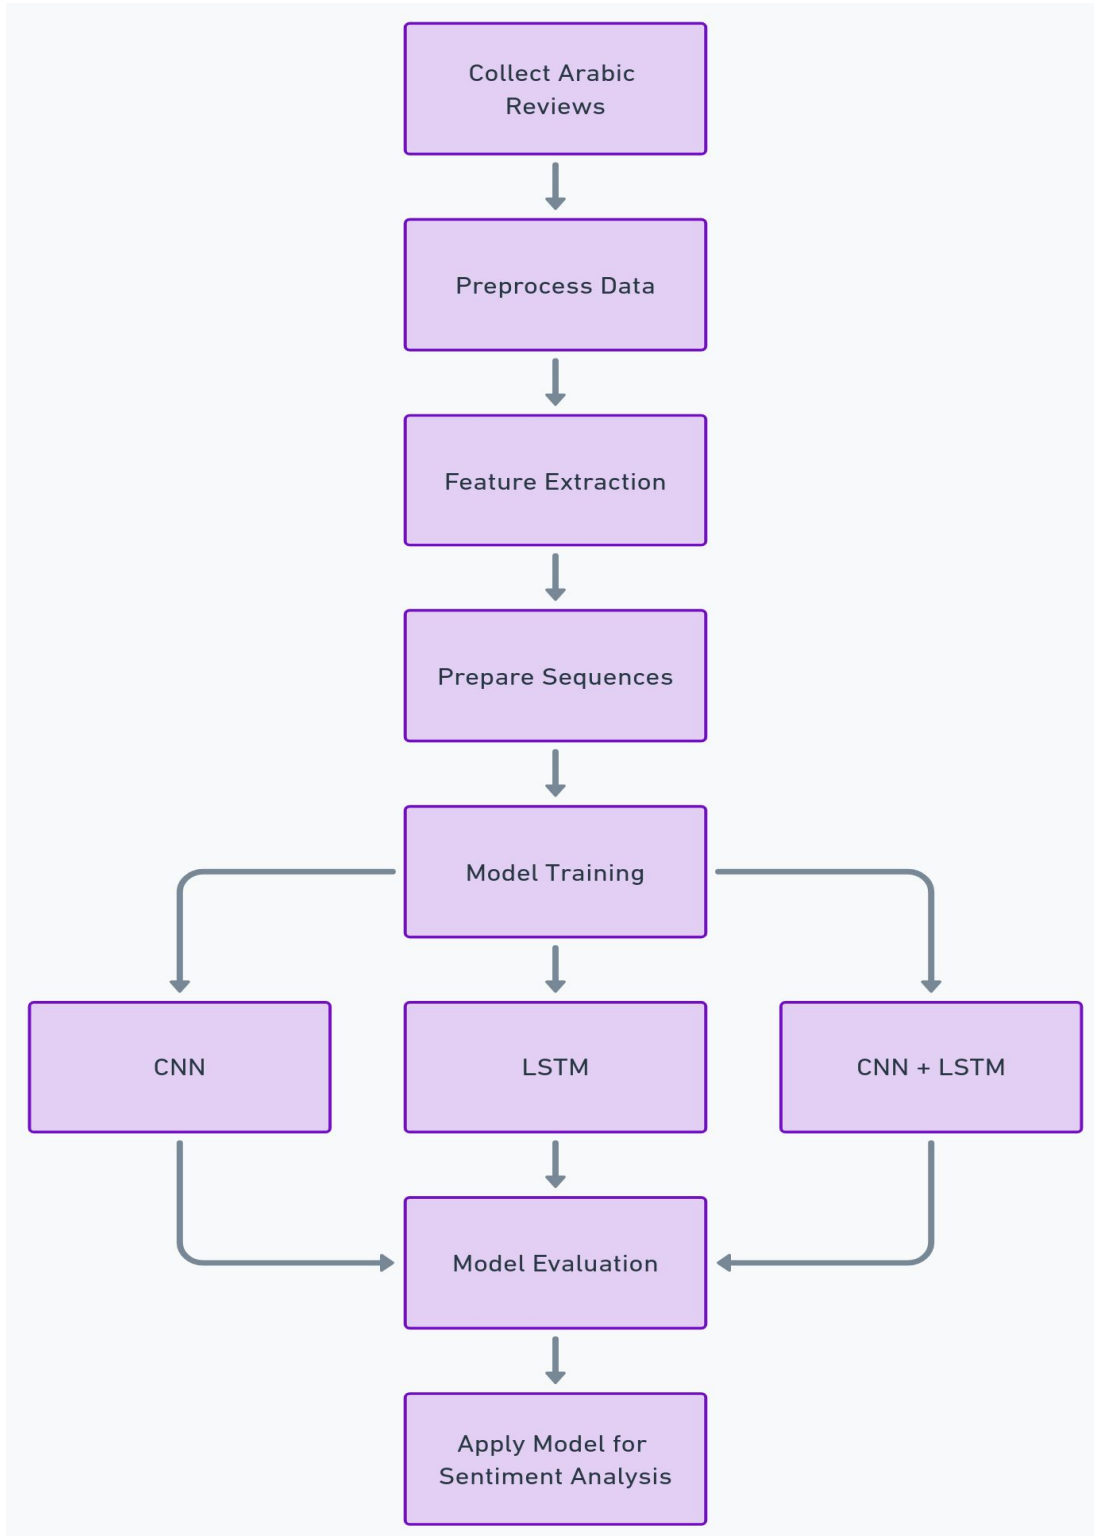 Collect Arabic
Reviews
Preprocess Data
Feature Extraction
Prepare Sequences
Model Training
CNN
LSTM
CNN + LSTM
Model Evaluation
Apply Model for
Sentiment Analysis